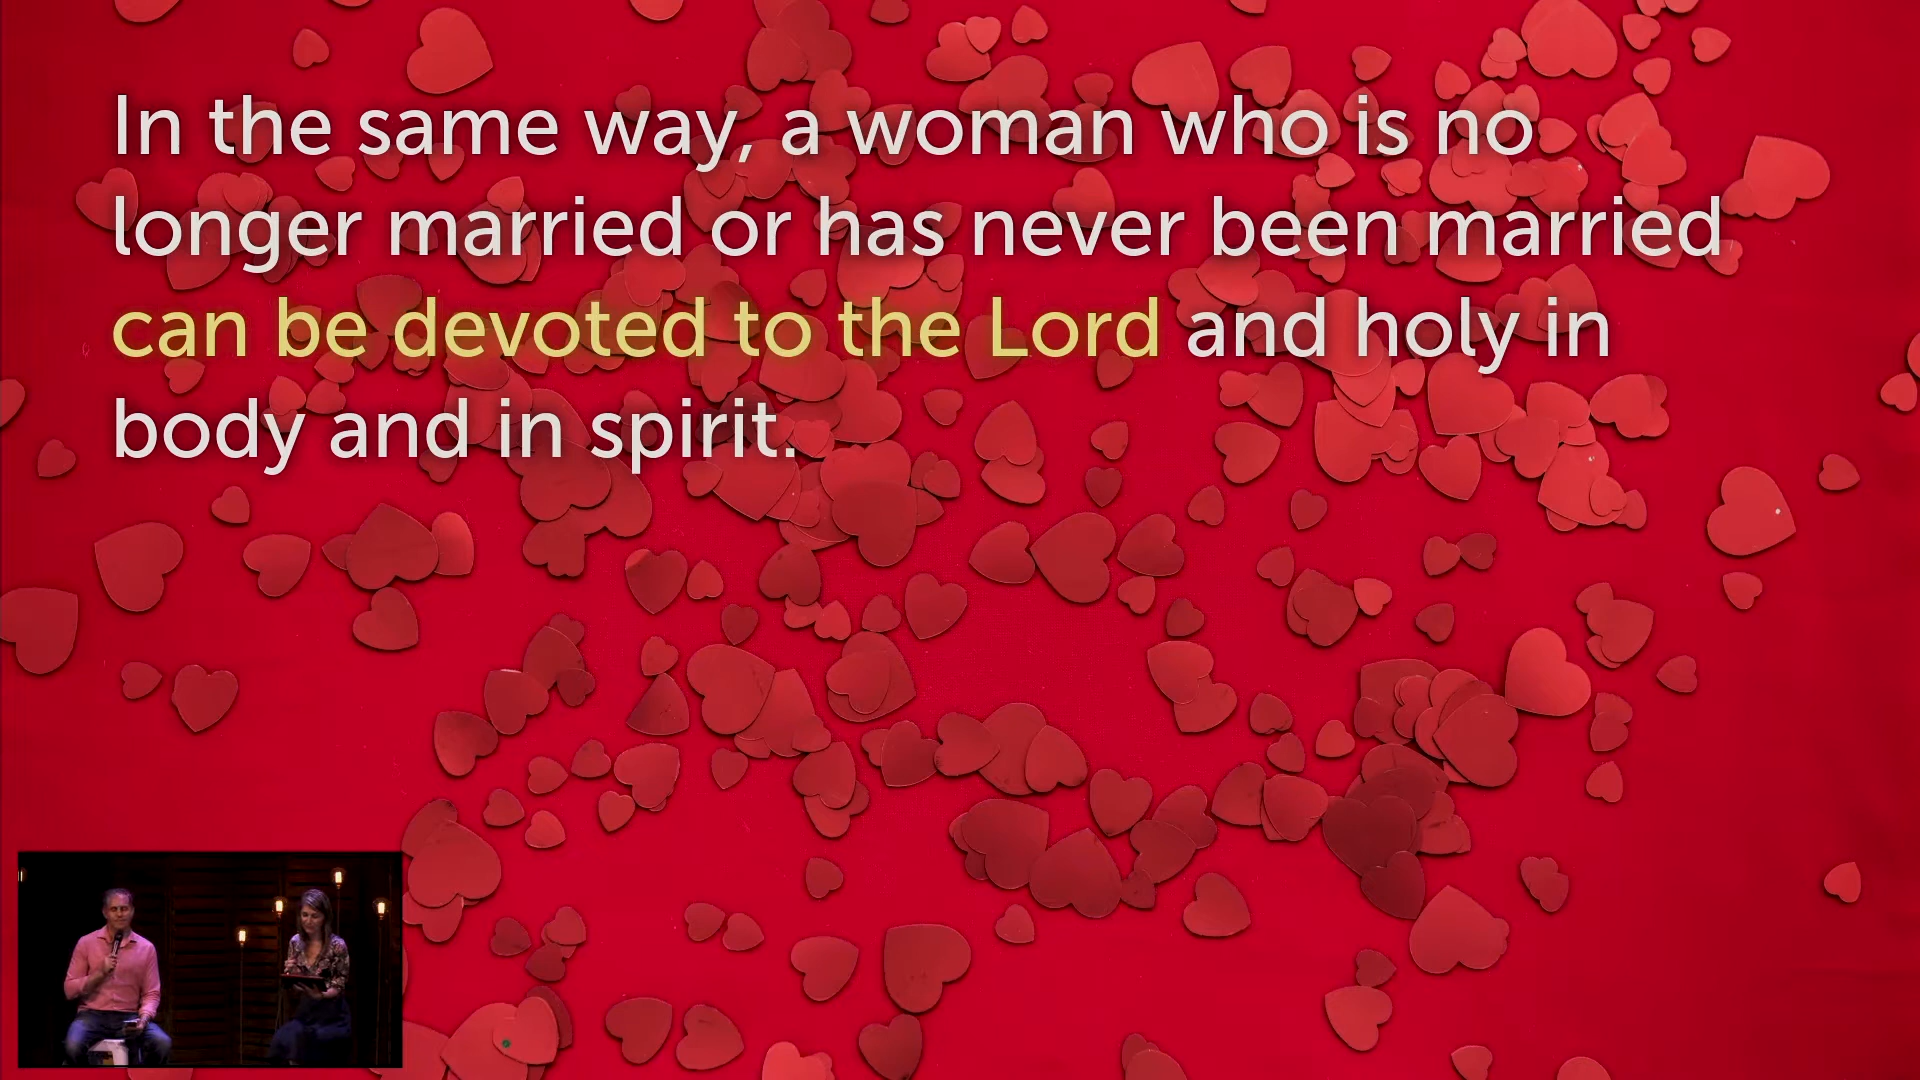 In the same way, a woman who is no
longer married or has never been married
can be devoted to the Lord and holy in
body and in spirit.